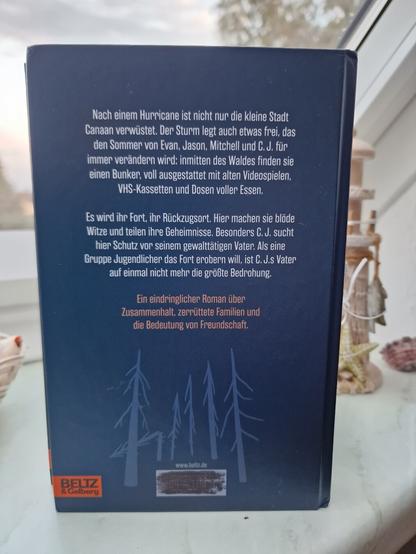 Nach einem Hurricane ist nicht nur die kleine Stadt
Canaan verwüstet. Der Sturm legt auch etwas frei, das
den Sommer von Evan, Jason, Mitchell und C. J. für
immer verändern wird: inmitten des Waldes finden sie
einen Bunker, voll ausgestattet mit alten Videospielen,
VHS-Kassetten und Dosen voller Essen.
Es wird ihr Fort, ihr Rückzugsort. Hier machen sie blöde
Witze und teilen ihre Geheimnisse. Besonders C. J. sucht
hier Schutz vor seinem gewalttätigen Vater. Als eine
Gruppe Jugendlicher das Fort erobern will, ist C. J.s Vater
auf einmal nicht mehr die größte Bedrohung.
Ein eindringlicher Roman über
Zusammenhalt, zerrüttete Familien und
die Bedeutung von Freundschaft.
www.beltz.de
BELTZ
& Gelberg